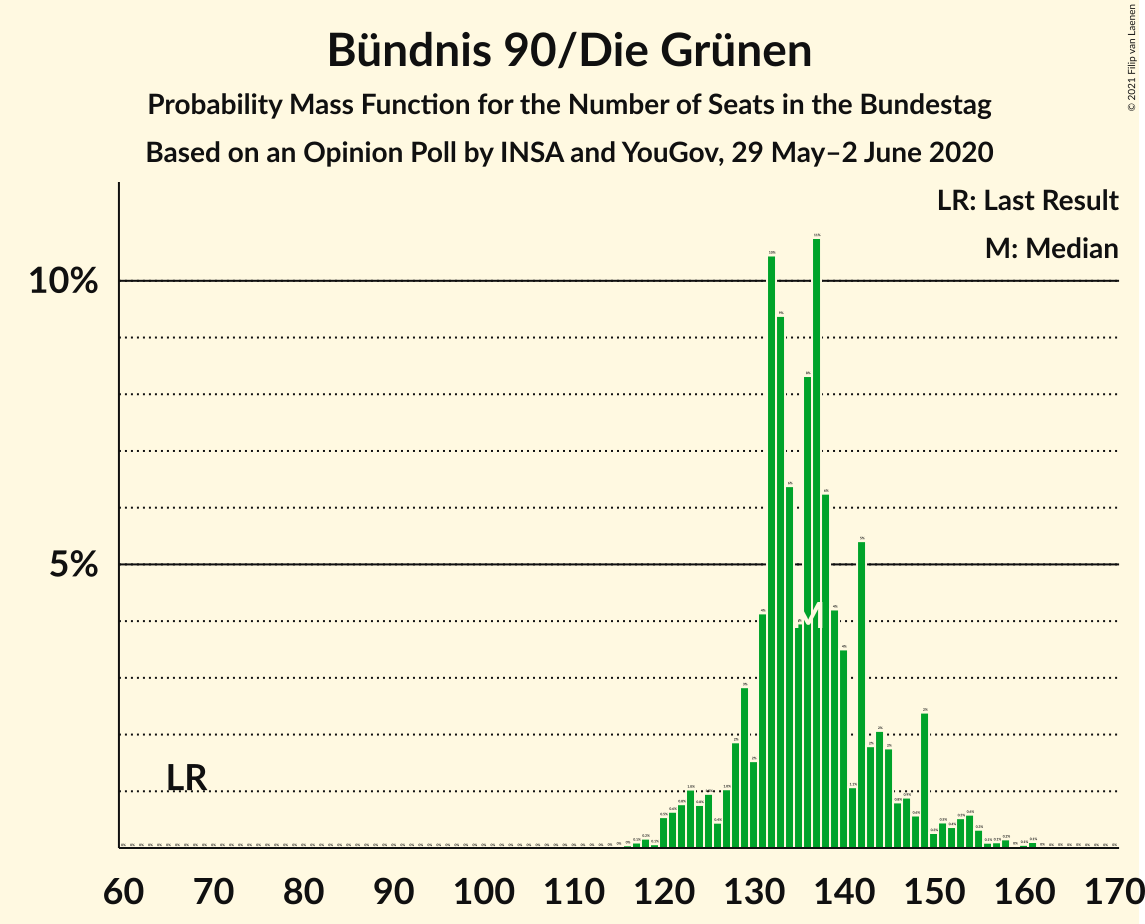 Bündnis 90/Die Grünen
Probability Mass Function for the Number of Seats in the Bundestag
Based on an Opinion Poll by INSA and YouGov, 29 May–2 June 2020
© 2021 Filip van Laenen
LR: Last Result
M: Median
10%
5%
LR
M
60 70 80 90 100 110 120 130 140 150 160 170